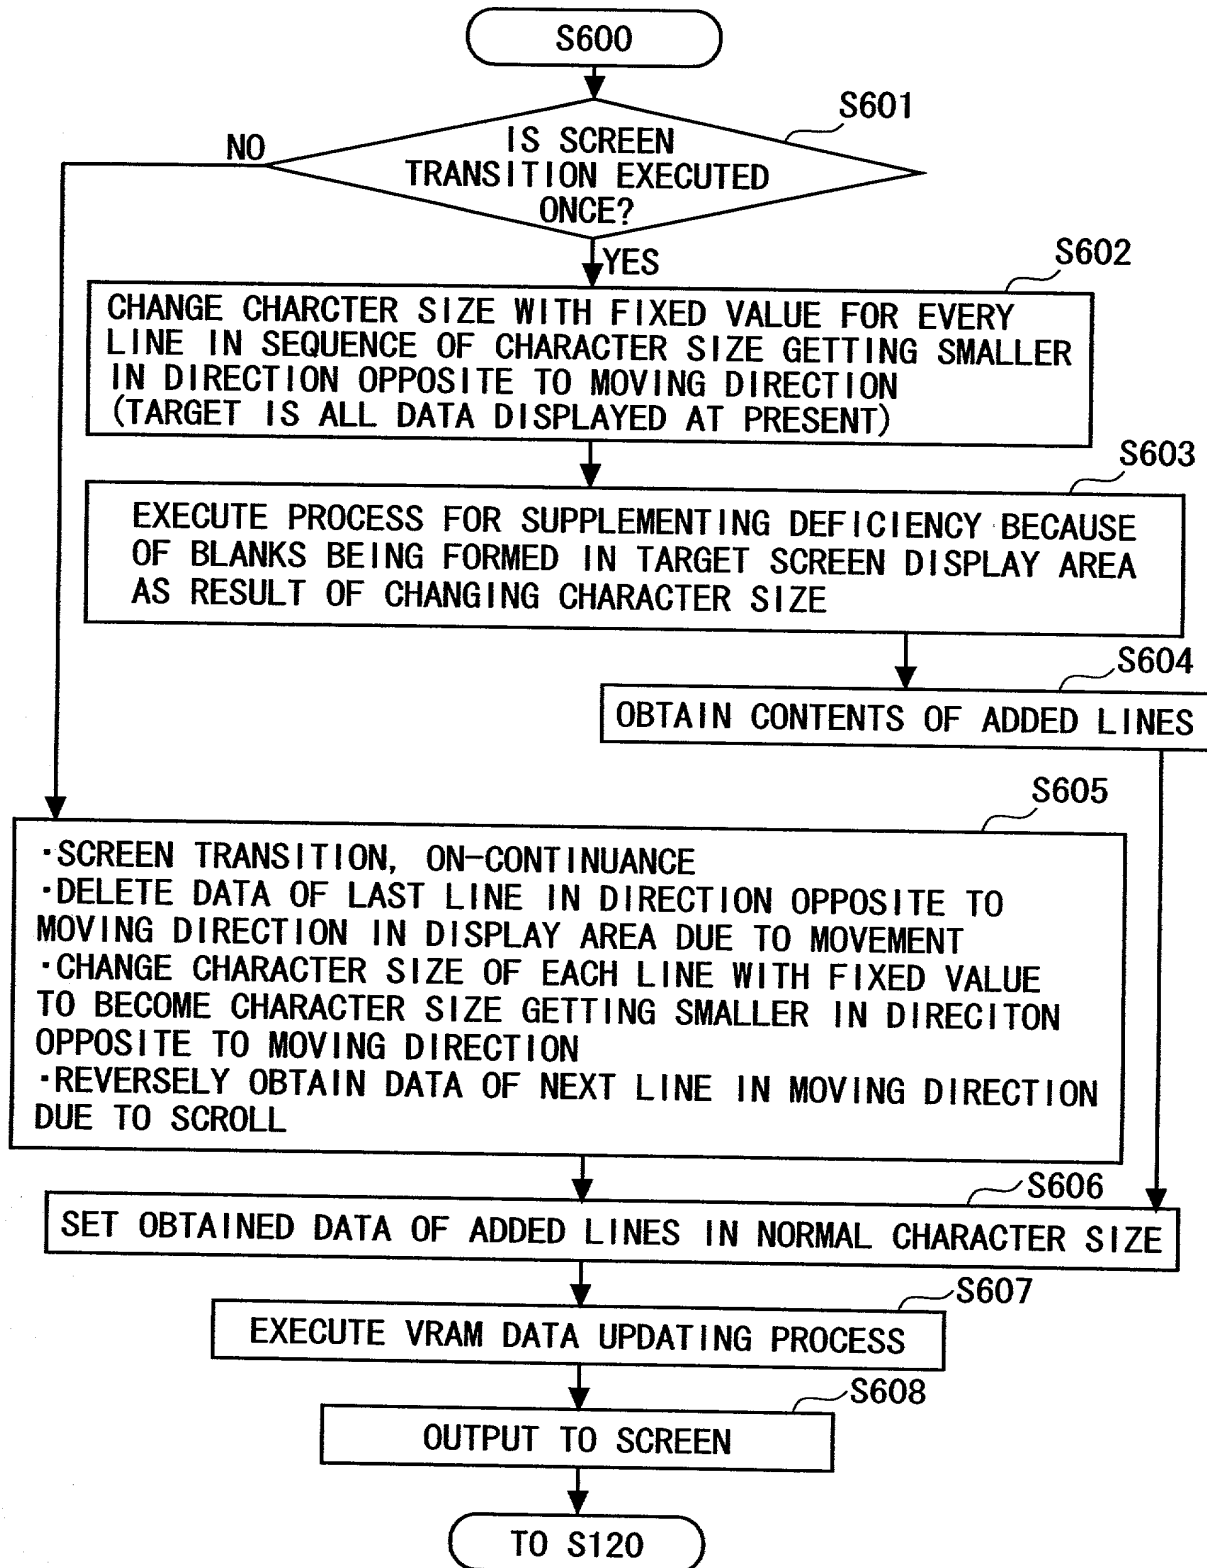 S600
S601
IS SCREEN
TRANSITION EXECUTED
ONCE?
NO
YES
S602
CHANGE CHARCTER SIZE WITH FIXED VALUE FOR EVERY
LINE IN SEQUENCE OF CHARACTER SIZE GETTING SMALLER
IN DIRECTION OPPOSITE TO MOVING DIRECTION
(TARGET IS ALL DATA DISPLAYED AT PRESENT)
S603
EXECUTE PROCESS FOR SUPPLEMENTING DEFICIENCY BECAUSE
OF BLANKS BEING FORMED IN TARGET SCREEN DISPLAY AREA
AS RESULT OF CHANGING CHARACTER SIZE
S604
OBTAIN CONTENTS OF ADDED LINES
S605
·SCREEN TRANSITION, ON-CONTINUANCE
·DELETE DATA OF LAST LINE IN DIRECTION OPPOSITE TO
MOVING DIRECTION IN DISPLAY AREA DUE TO MOVEMENT
·CHANGE CHARACTER SIZE OF EACH LINE WITH FIXED VALUE
TO BECOME CHARACTER SIZE GETTING SMALLER IN DIRECITON
OPPOSITE TO MOVING DIRECTION
·REVERSELY OBTAIN DATA OF NEXT LINE IN MOVING DIRECTION
DUE TO SCROLL
S606
SET OBTAINED DATA OF ADDED LINES IN NORMAL CHARACTER SIZE
S607
EXECUTE VRAM DATA UPDATING PROCESS
S608
OUTPUT TO SCREEN
TO S120